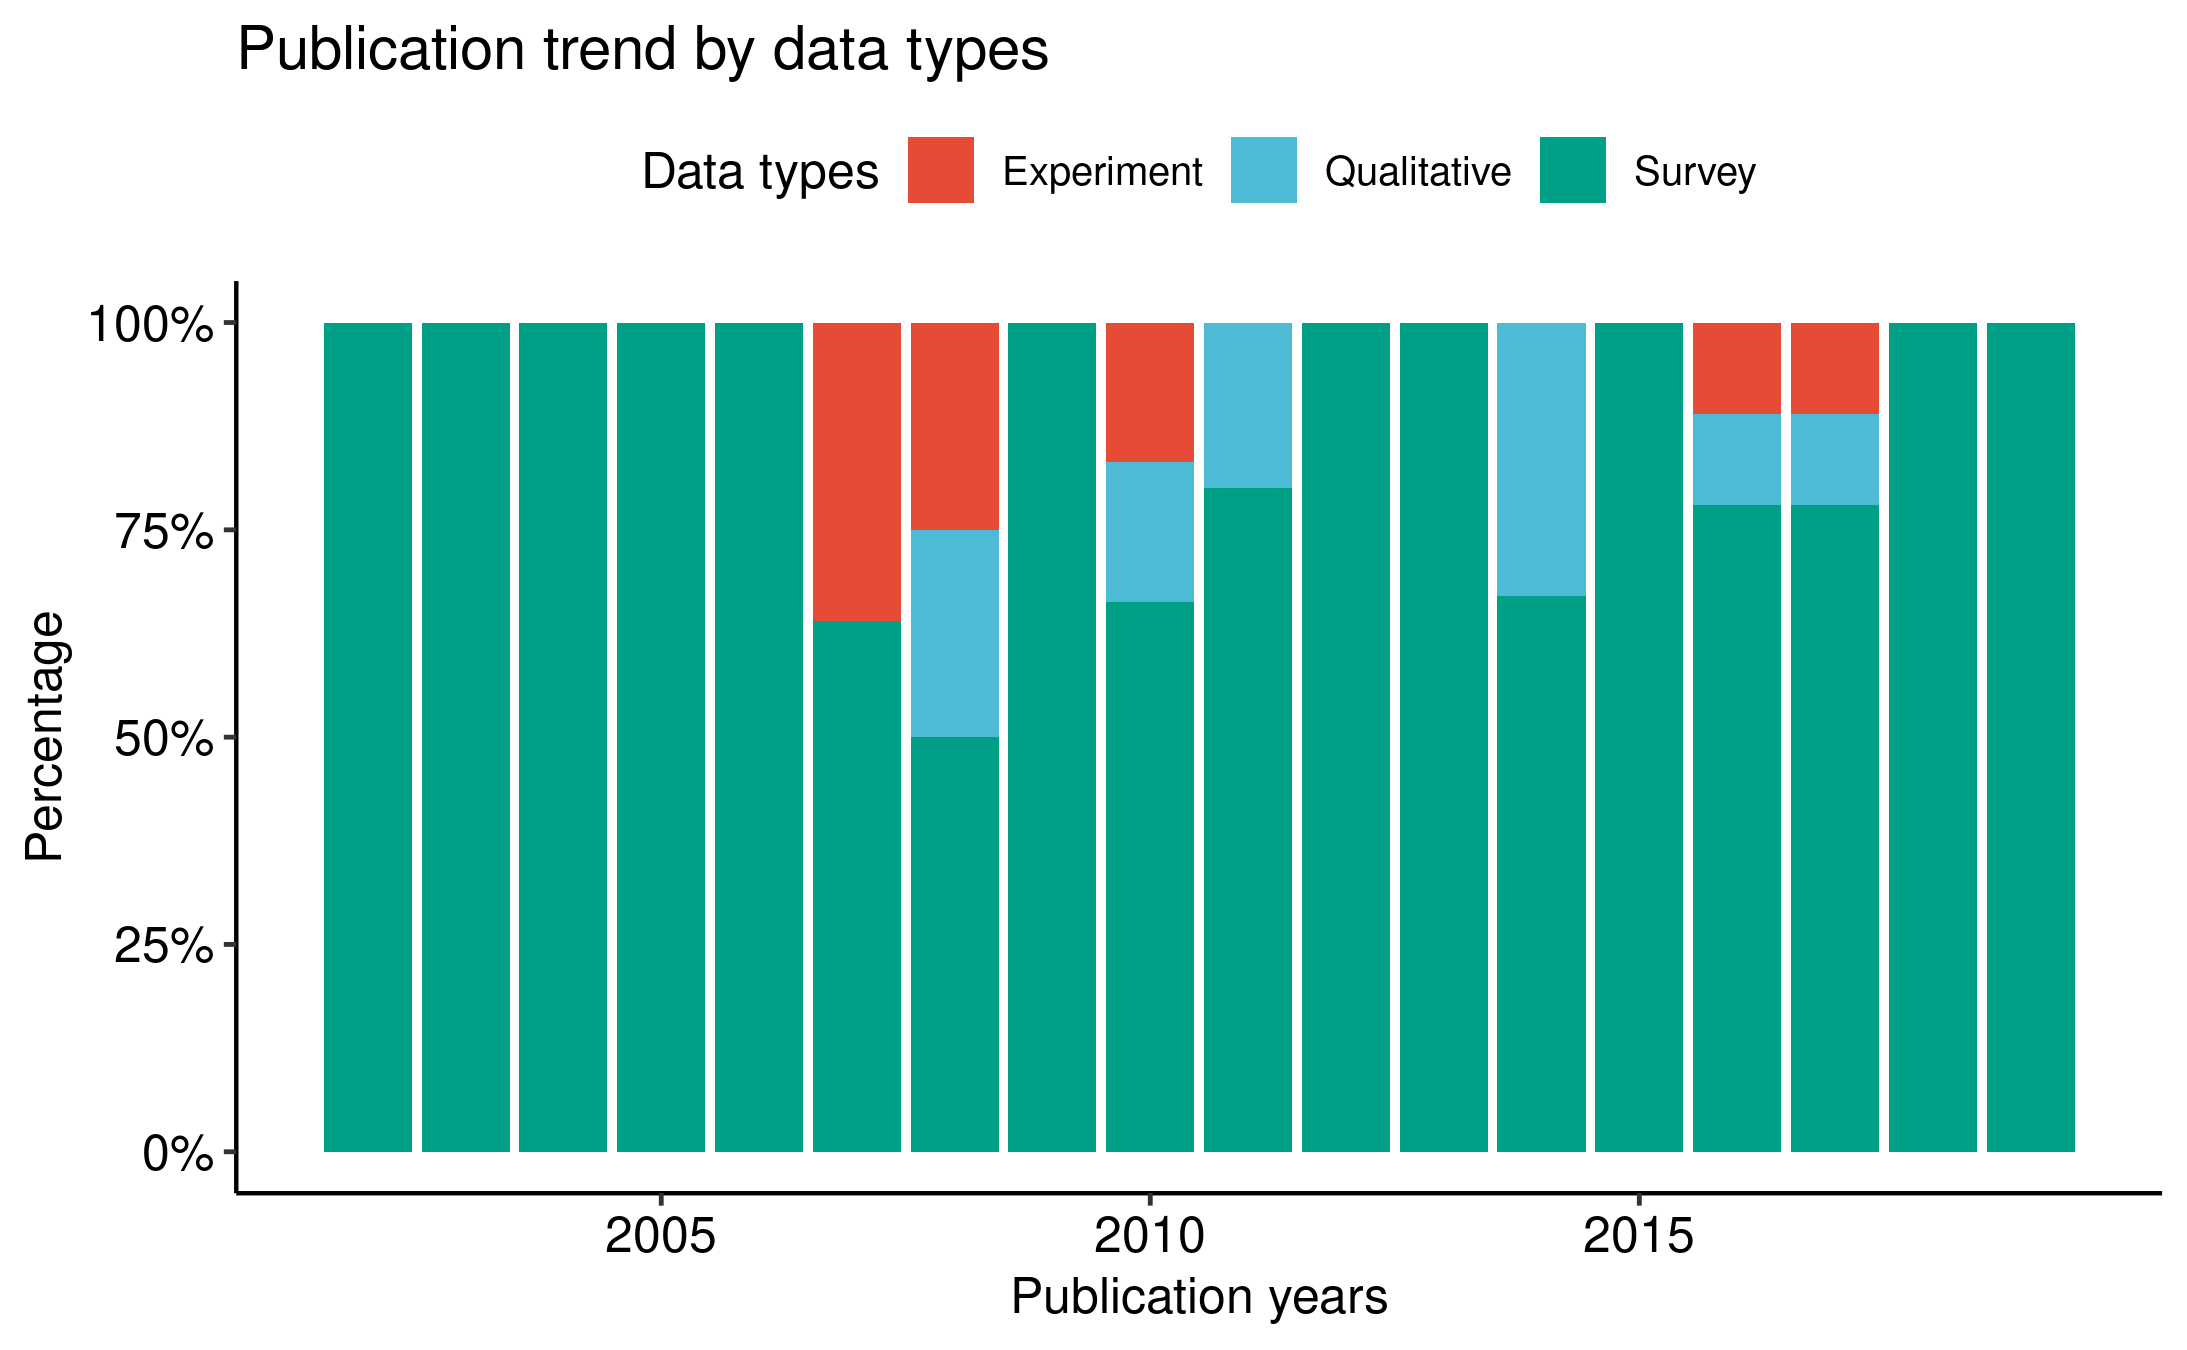 Publication trend by data types
Data types Experiment Qualitative Survey
100%
75%
50%
25%
0%
Percentage
2005 2010 2015
Publication years